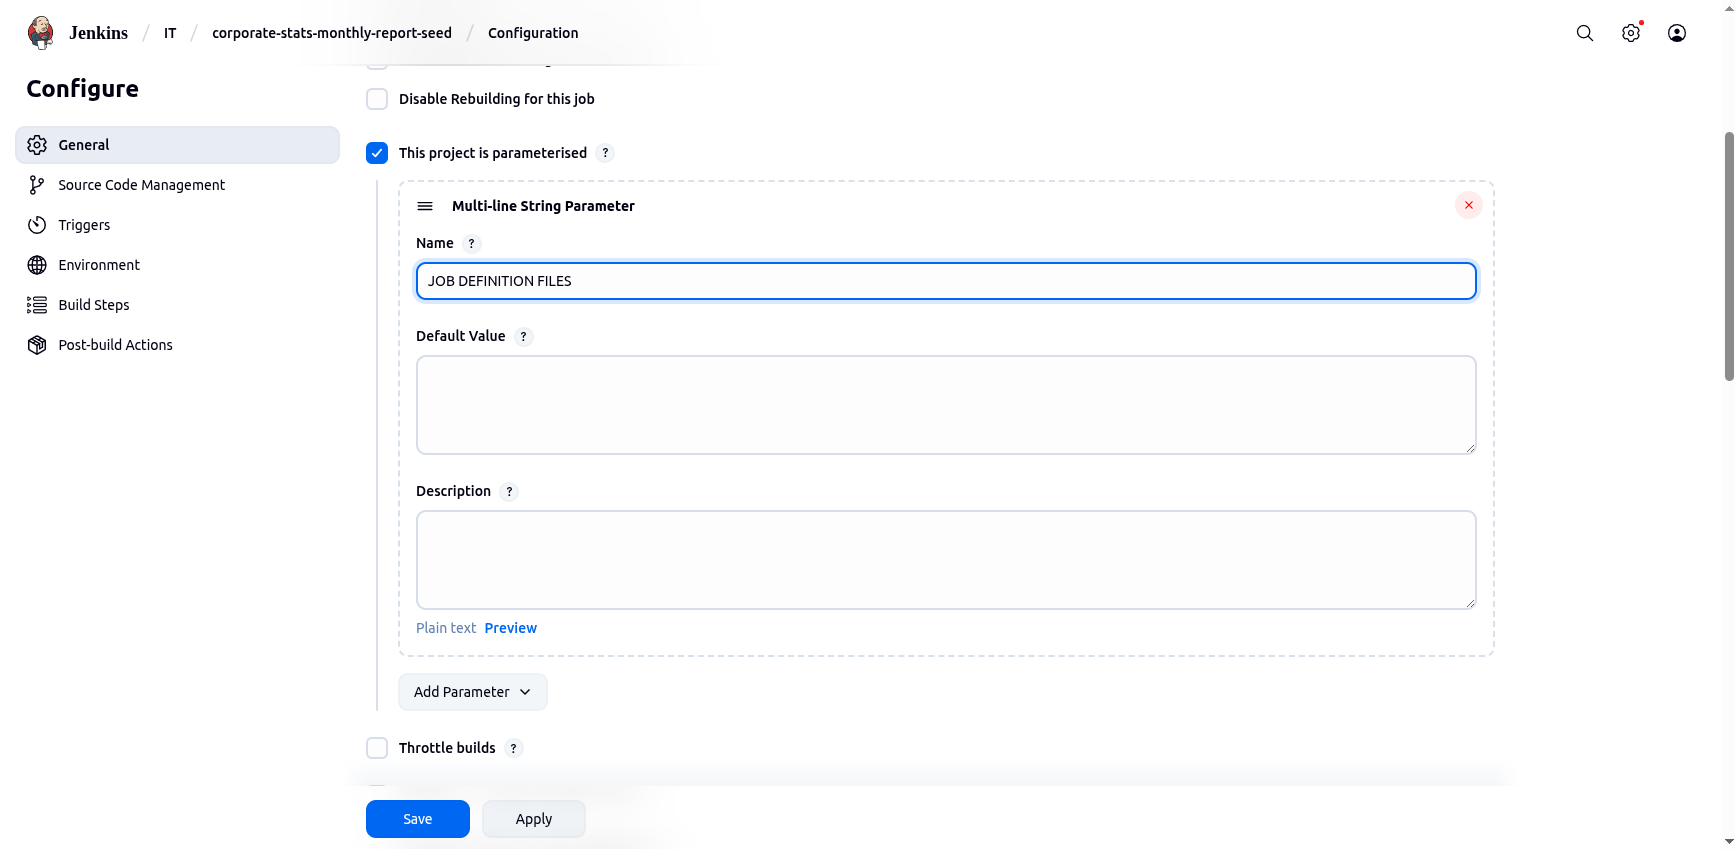 Jenkins / IT / corporate-stats-monthly-report-seed / Configuration
Configure
General
Source Code Management
Triggers
Environment
Build Steps
Post-build Actions
Disable Rebuilding for this job
This project is parameterised ?
Multi-line String Parameter
Name ?
JOB DEFINITION FILES
Default Value ?
Description ?
Plain text Preview
Add Parameter
Throttle builds ?
Save Apply